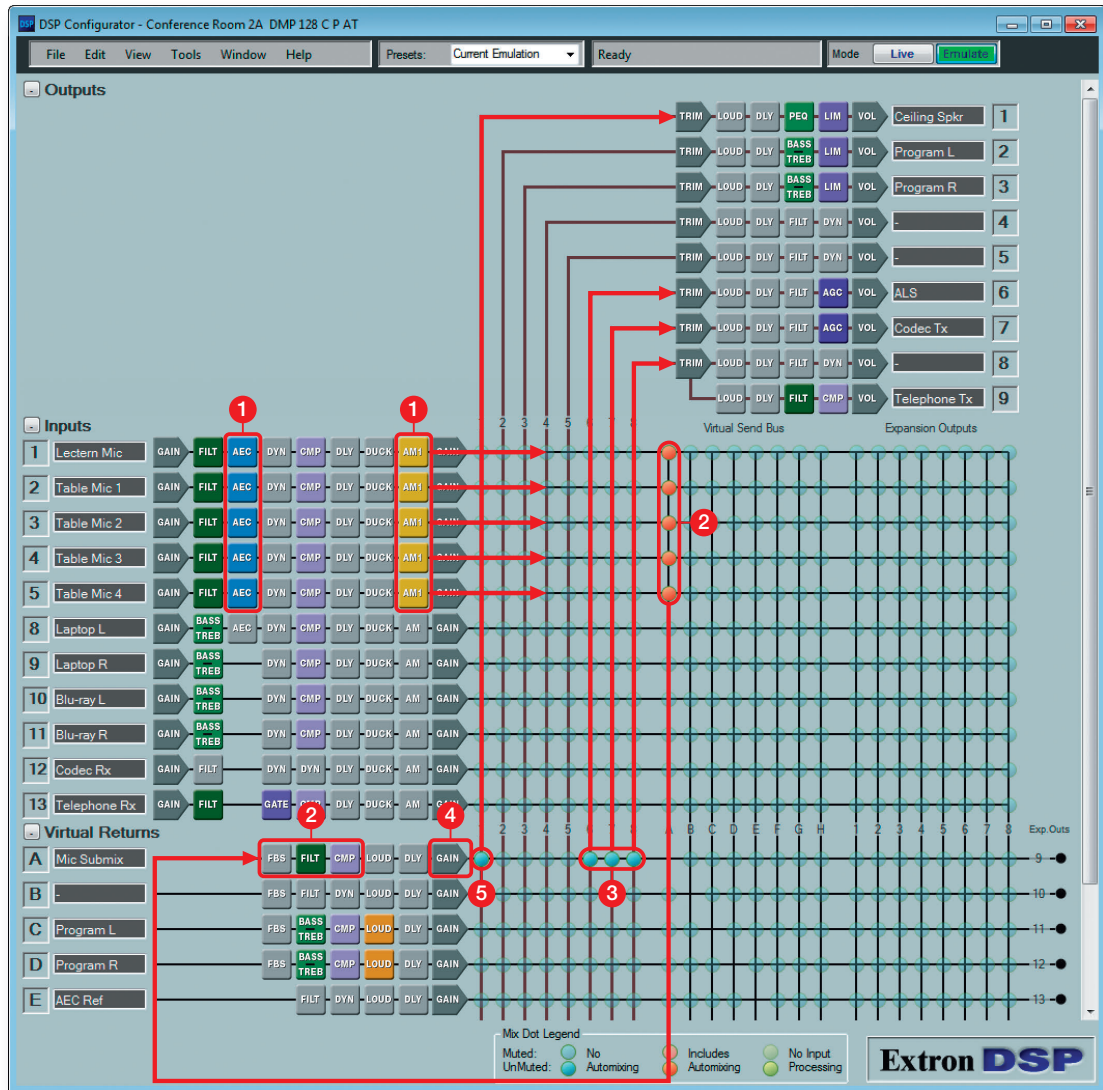 DSP Configurator - Conference Room 2A DMP 128 C P AT
File Edit View Tools Window Help Presets: Current Emulation Ready Mode Live Emulate
- Outputs
TRIM LOUD DLY PEQ LIM VOL Ceiling Spkr 1
TRIM LOUD DLY BASS TREB LIM VOL Program L 2
TRIM LOUD DLY BASS TREB LIM VOL Program R 3
TRIM LOUD DLY FILT DYN VOL - 4
TRIM LOUD DLY FILT DYN VOL - 5
TRIM LOUD DLY FILT AGC VOL ALS 6
TRIM LOUD DLY FILT AGC VOL Codec Tx 7
TRIM LOUD DLY FILT DYN VOL - 8
LOUD DLY FILT CMP VOL Telephone Tx 9
1 1
- Inputs 2 3 4 5 6 7 8 Virtual Send Bus Expansion Outputs
1 Lectern Mic GAIN FILT AEC DYN CMP DLY DUCK AM1 GAIN
2 Table Mic 1 GAIN FILT AEC DYN CMP DLY DUCK AM1 GAIN
3 Table Mic 2 GAIN FILT AEC DYN CMP DLY DUCK AM1 GAIN 2
4 Table Mic 3 GAIN FILT AEC DYN CMP DLY DUCK AM1 GAIN
5 Table Mic 4 GAIN FILT AEC DYN CMP DLY DUCK AM1 GAIN
8 Laptop L GAIN BASS TREB AEC DYN CMP DLY DUCK AM GAIN
9 Laptop R GAIN BASS TREB DYN CMP DLY DUCK AM GAIN
10 Blu-ray L GAIN BASS TREB DYN CMP DLY DUCK AM GAIN
11 Blu-ray R GAIN BASS TREB DYN CMP DLY DUCK AM GAIN
12 Codec Rx GAIN FILT DYN DYN DLY DUCK AM GAIN
13 Telephone Rx GAIN FILT GATE CMP DLY DUCK AM GAIN
2 4
- Virtual Returns 2 3 4 5 6 7 8 A B C D E F G H 1 2 3 4 5 6 7 8 Exp.Outs
A Mic Submix FBS FILT CMP LOUD DLY GAIN 9
B - FBS FILT DYN LOUD DLY GAIN 5 3 10
C Program L FBS BASS TREB CMP LOUD DLY GAIN 11
D Program R FBS BASS TREB CMP LOUD DLY GAIN 12
E AEC Ref FILT DYN LOUD DLY GAIN 13
Mix Dot Legend
Muted: No Includes No Input
UnMuted: Automixing Automixing Processing
Extron DSP